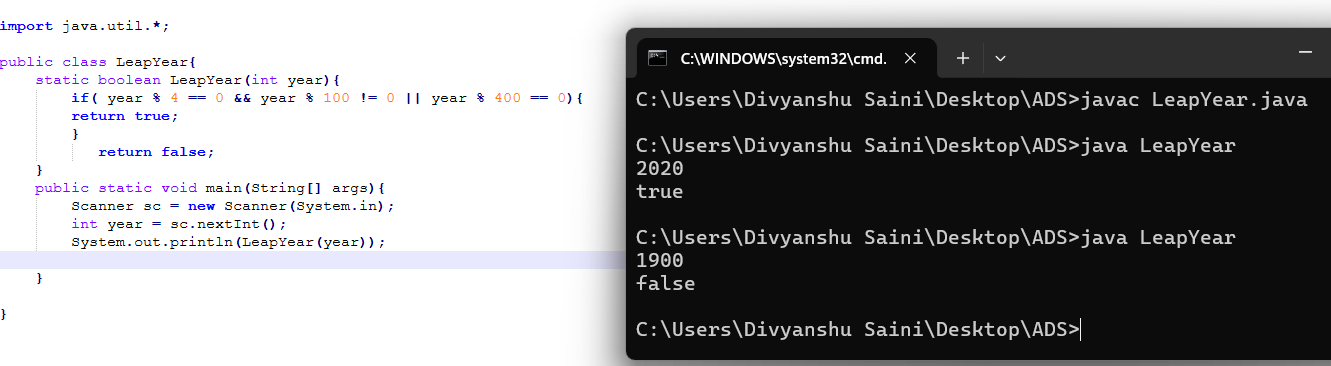 import java.util.*;
public class LeapYear{
static boolean LeapYear(int year){
if( year % 4 == 0 && year % 100 != 0 || year % 400 == 0){
return true;
}
return false;
}
public static void main(String[] args){
Scanner sc = new Scanner(System.in);
int year = sc.nextInt();
System.out.println(LeapYear(year));
}
}
C:\WINDOWS\system32\cmd.
C:\Users\Divyanshu Saini\Desktop\ADS>javac LeapYear.java
C:\Users\Divyanshu Saini\Desktop\ADS>java LeapYear
2020
true
C:\Users\Divyanshu Saini\Desktop\ADS>java LeapYear
1900
false
C:\Users\Divyanshu Saini\Desktop\ADS>